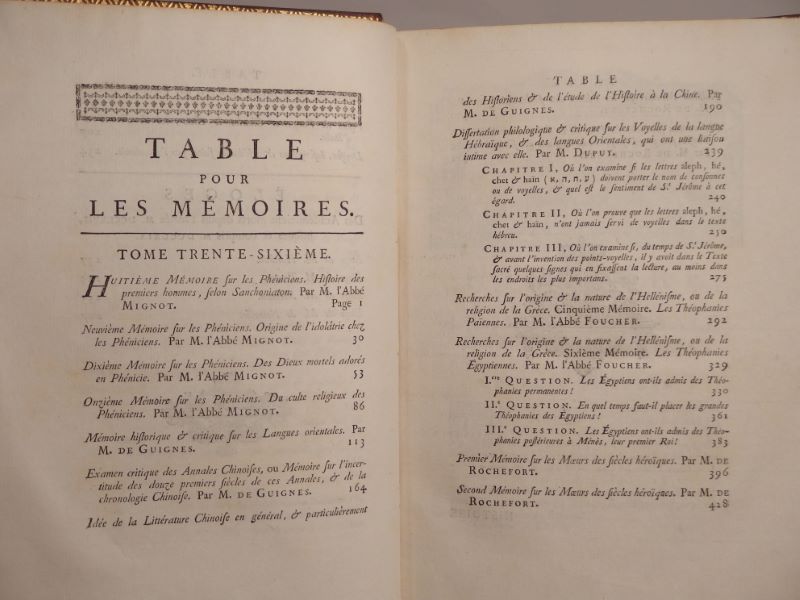 TABLE
POUR
LES MÉMOIRES.
TOME TRENTE-SIXIÈME.
HUITIÈME MÉMOIRE sur les Phéniciens. Histoire des
premiers hommes, selon Sanchoniaton. Par M. l'Abbé
MIGNOT. Page 1
Neuvième Mémoire sur les Phéniciens. Origine de l'idolâtrie chez
les Phéniciens. Par M. l'Abbé MIGNOT. 30
Dixième Mémoire sur les Phéniciens. Des Dieux mortels adorés
en Phénicie. Par M. l'Abbé MIGNOT. 53
Onzième Mémoire sur les Phéniciens. Du culte religieux des
Phéniciens. Par M. l'Abbé MIGNOT. 86
Mémoire historique & critique sur les Langues orientales. Par
M. DE GUIGNES. 113
Examen critique des Annales Chinoises, ou Mémoire sur l'incer-
titude des douze premiers siècles de ces Annales, & de la
chronologie Chinoise. Par M. DE GUIGNES. 164
Idée de la Littérature Chinoise en général, & particulièrement
TABLE
des Historiens & de l'étude de l'Histoire à la Chine. Par
M. DE GUIGNES. 190
Dissertation philologique & critique sur les Voyelles de la langue
Hébraïque, & des langues Orientales, qui ont une liaison
intime avec elle. Par M. DUPUY. 239
CHAPITRE I, Où l'on examine si les lettres aleph, hé,
chet & haïn (א, ה, ח, ע) doivent porter le nom de consonnes
ou de voyelles, & quel est le sentiment de S.t Jérôme à cet
égard. 240
CHAPITRE II, Où l'on prouve que les lettres aleph, hé,
chet & haïn, n'ont jamais servi de voyelles dans le texte
hébreu. 250
CHAPITRE III, Où l'on examine si, du temps de S.t Jérôme,
& avant l'invention des points-voyelles, il y avoit dans le Texte
sacré quelques signes qui en fixassent la lecture, au moins dans
les endroits les plus importans. 275
Recherches sur l'origine & la nature de l'Hellénisme, ou de la
religion de la Grèce. Cinquième Mémoire. Les Théophanies
Païennes. Par M. l'Abbé FOUCHER. 292
Recherches sur l'origine & la nature de l'Hellénisme, ou de la
religion de la Grèce. Sixième Mémoire. Les Théophanies
Égyptiennes. Par M. l'Abbé FOUCHER. 329
I.re QUESTION. Les Égyptiens ont-ils admis des Théo-
phanies permanentes! 330
II.e QUESTION. En quel temps faut-il placer les grandes
Théophanies des Égyptiens! 361
III.e QUESTION. Les Égyptiens ont-ils admis des Théo-
phanies postérieures à Ménès, leur premier Roi! 383
Premier Mémoire sur les Mœurs des siècles héroïques. Par M. DE
ROCHEFORT. 396
Second Mémoire sur les Mœurs des siècles héroïques. Par M. DE
ROCHEFORT. 428